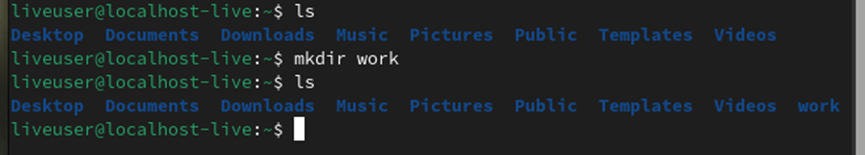 liveuser@localhost-live:~$ ls
Desktop Documents Downloads Music Pictures Public Templates Videos
liveuser@localhost-live:~$ mkdir work
liveuser@localhost-live:~$ ls
Desktop Documents Downloads Music Pictures Public Templates Videos work
liveuser@localhost-live:~$